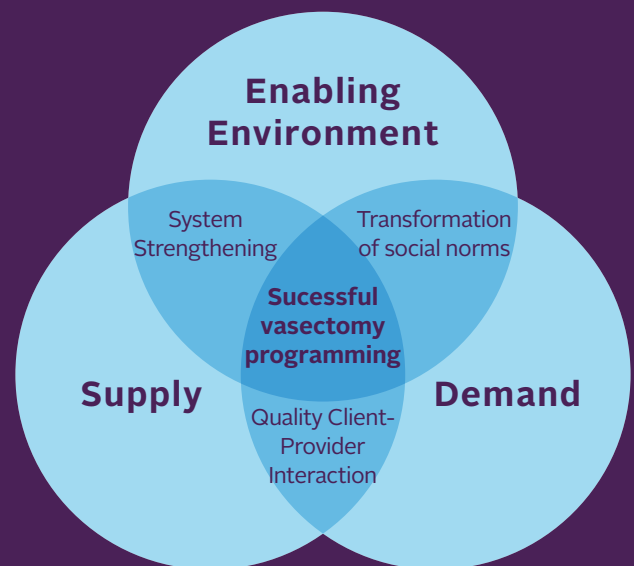 Enabling
Environment
System
Strengthening
Transformation
of social norms
Sucessful
vasectomy
programming
Supply
Demand
Quality Client-
Provider
Interaction